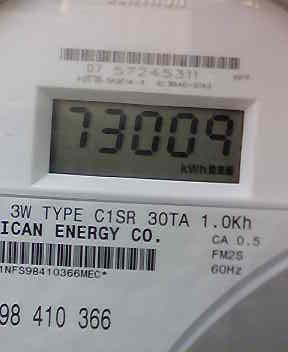 07 57245311
73009
kWh
3W TYPE C1SR 30TA 1.0Kh
ICAN ENERGY CO.
CA 0.5
FM2S
60Hz
1NFS98410366MEC*
98 410 366